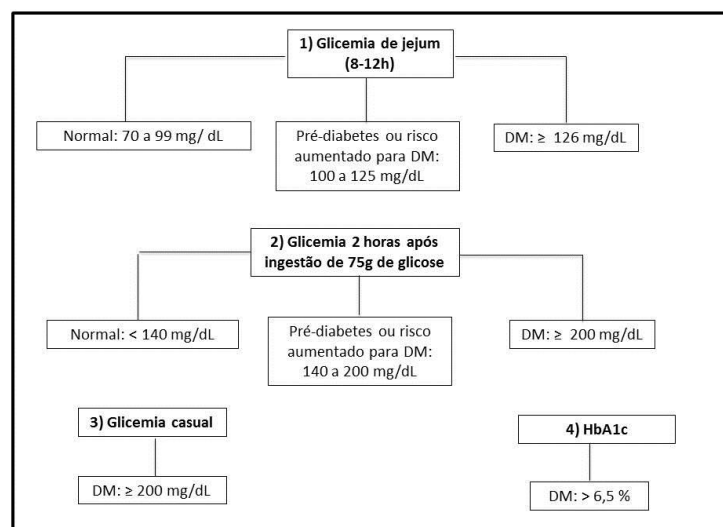 1) Glicemia de jejum
(8-12h)
Normal: 70 a 99 mg/ dL
Pré-diabetes ou risco
aumentado para DM:
100 a 125 mg/dL
DM: ≥ 126 mg/dL
2) Glicemia 2 horas após
ingestão de 75g de glicose
Normal: < 140 mg/dL
Pré-diabetes ou risco
aumentado para DM:
140 a 200 mg/dL
DM: ≥ 200 mg/dL
3) Glicemia casual
DM: ≥ 200 mg/dL
4) HbA1c
DM: > 6,5 %